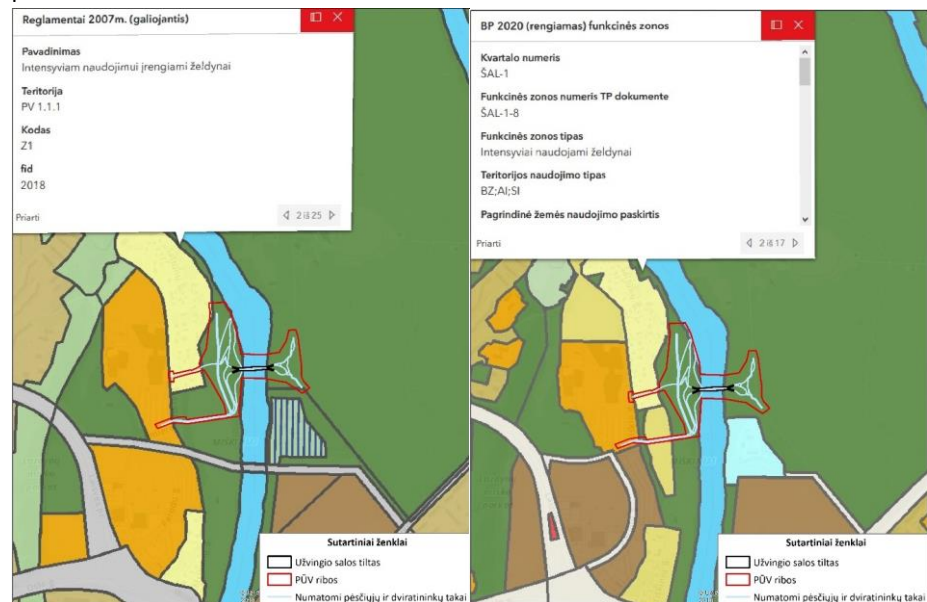 Reglamentai 2007m. (galiojantis)
Pavadinimas
Intensyviam naudojimui įrengiami želdynai
Teritorija
PV 1.1.1
Kodas
Z1
fid
2018
Priarti
2 iš 25
Sutartiniai ženklai
Užvingio salos tiltas
PŪV ribos
Numatomi pėsčiųjų ir dviratininkų takai
BP 2020 (rengiamas) funkcinės zonos
Kvartalo numeris
ŠAL-1
Funkcinės zonos numeris TP dokumente
ŠAL-1-8
Funkcinės zonos tipas
Intensyviai naudojami želdynai
Teritorijos naudojimo tipas
BZ;AI;SI
Pagrindinė žemės naudojimo paskirtis
Priarti
2 iš 17
Sutartiniai ženklai
Užvingio salos tiltas
PŪV ribos
Numatomi pėsčiųjų ir dviratininkų takai